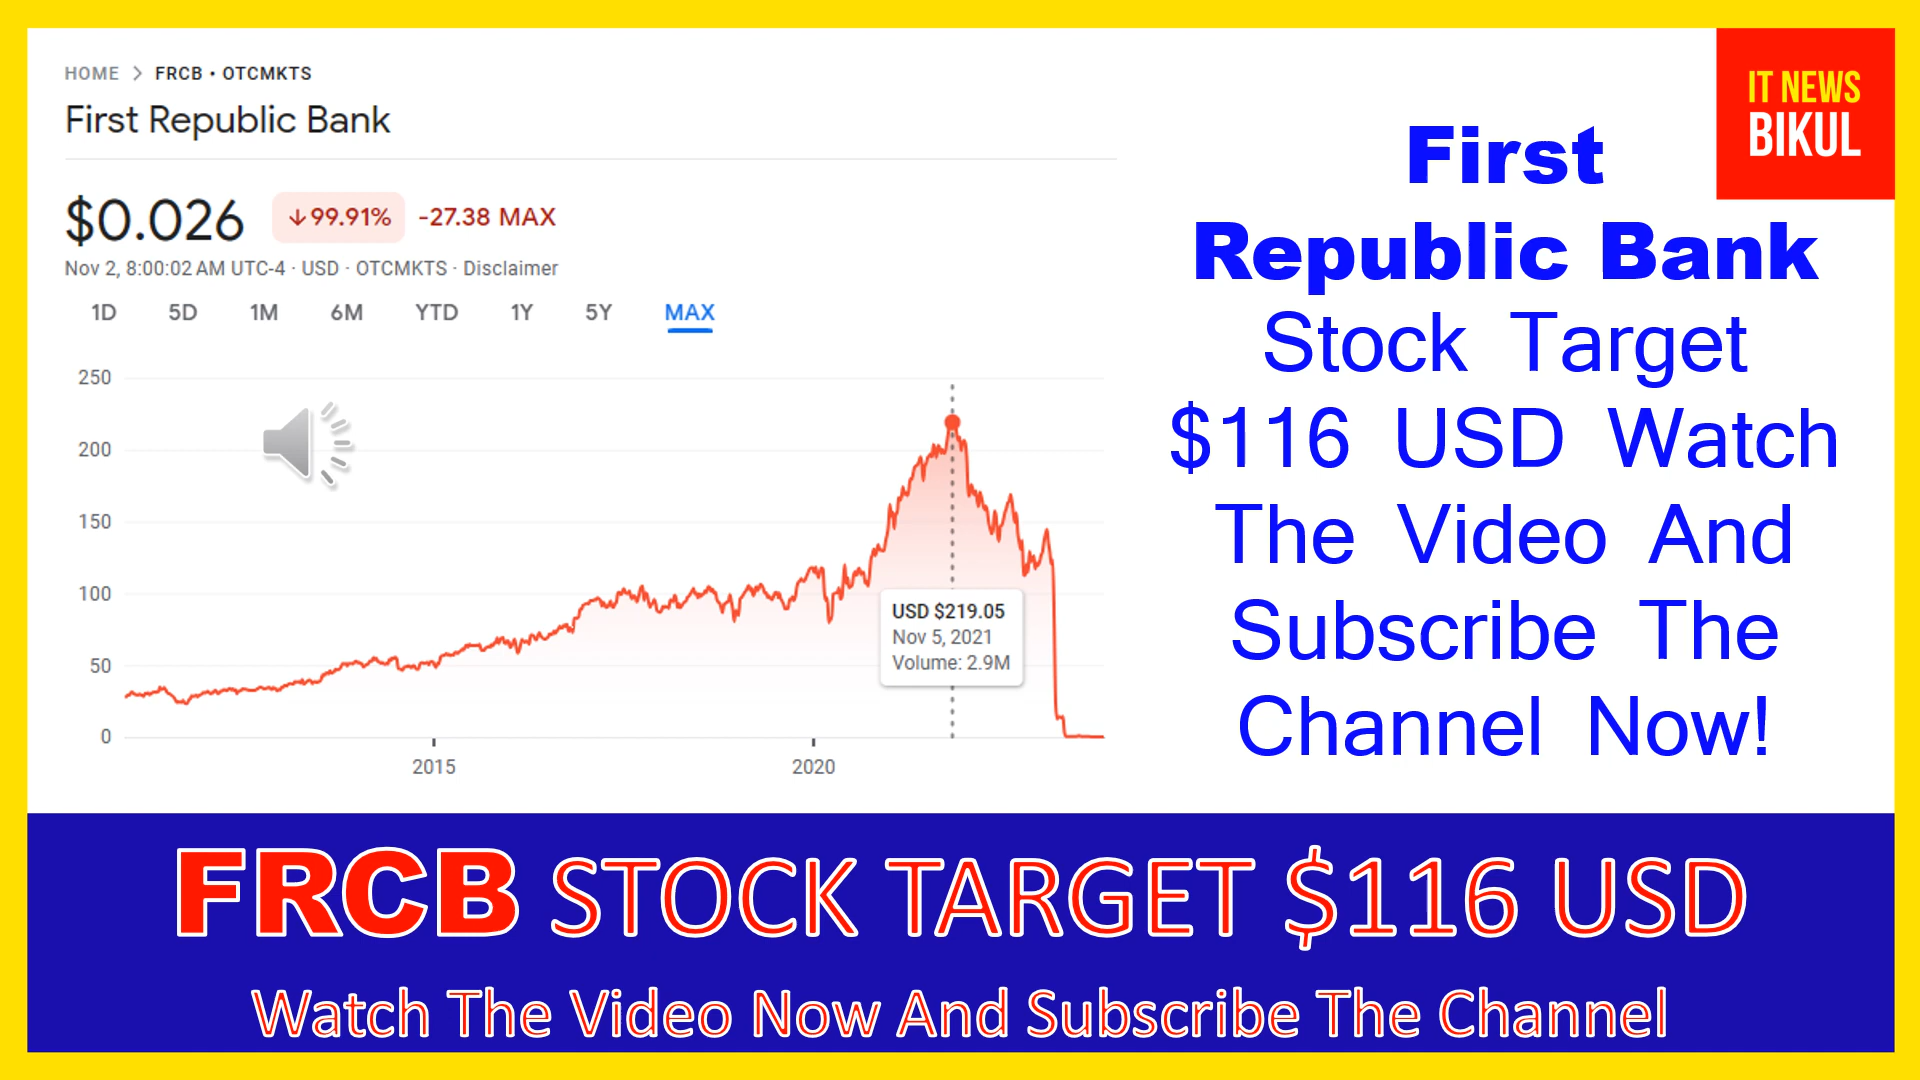 HOME > FRCB • OTCMKTS
First Republic Bank
$0.026 ↓99.91% -27.38 MAX
Nov 2, 8:00:02 AM UTC-4 · USD · OTCMKTS · Disclaimer
1D 5D 1M 6M YTD 1Y 5Y MAX
250
200
150
100
50
0
USD $219.05
Nov 5, 2021
Volume: 2.9M
2015 2020
IT NEWS
BIKUL
First
Republic Bank
Stock Target
$116 USD Watch
The Video And
Subscribe The
Channel Now!
FRCB STOCK TARGET $116 USD
Watch The Video Now And Subscribe The Channel